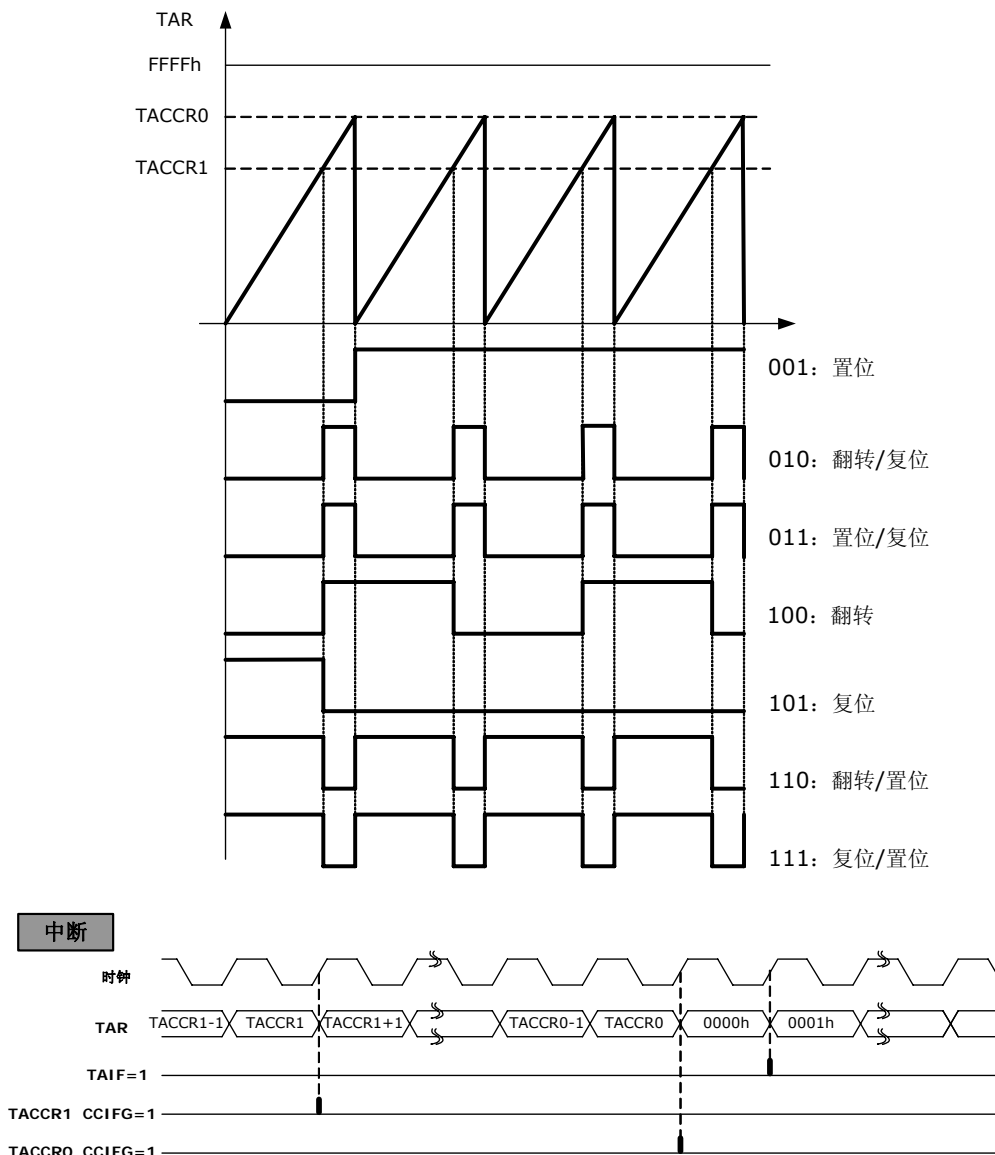 TAR
FFFFh
TACCR0
TACCR1
001：置位
010：翻转/复位
011：置位/复位
100：翻转
101：复位
110：翻转/置位
111：复位/置位
中断
时钟
TAR TACCR1-1 TACCR1 TACCR1+1 TACCR0-1 TACCR0 0000h 0001h
TAIF=1
TACCR1 CCIFG=1
TACCR0 CCIFG=1